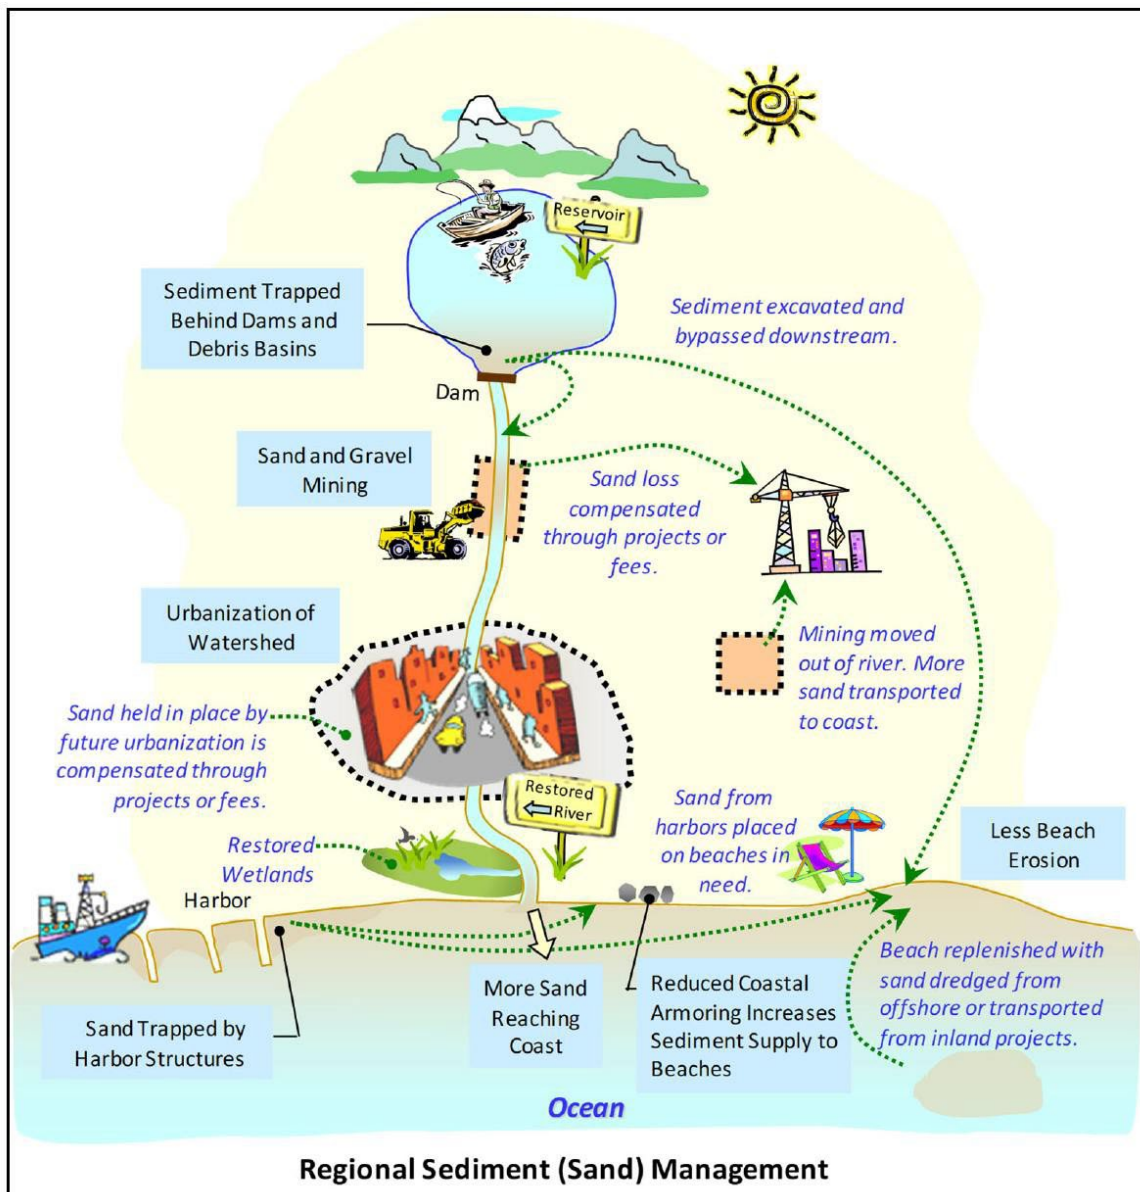 Reservoir
Sediment Trapped
Behind Dams and
Debris Basins
Sediment excavated and
bypassed downstream.
Dam
Sand and Gravel
Mining
Sand loss
compensated
through projects or
fees.
Urbanization of
Watershed
Mining moved
out of river. More
sand transported
to coast.
Sand held in place by
future urbanization is
compensated through
projects or fees.
Restored
River
Sand from
harbors placed
on beaches in
need.
Less Beach
Erosion
Restored
Wetlands
Harbor
Sand Trapped by
Harbor Structures
More Sand
Reaching
Coast
Reduced Coastal
Armoring Increases
Sediment Supply to
Beaches
Beach replenished with
sand dredged from
offshore or transported
from inland projects.
Ocean
Regional Sediment (Sand) Management